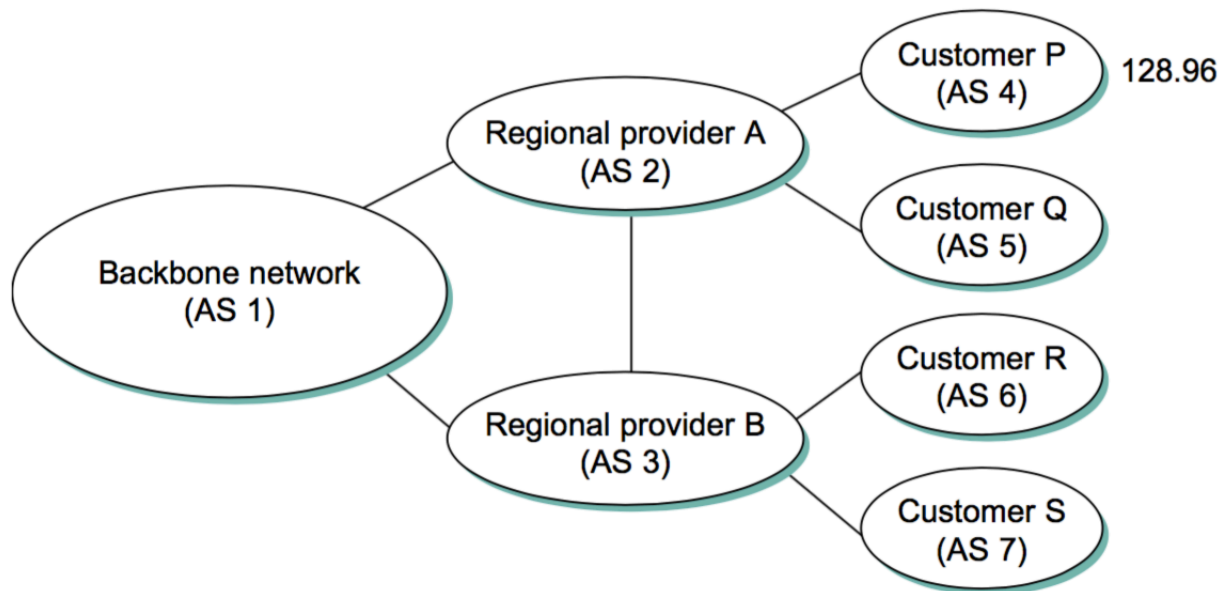 Customer P
(AS 4)
128.96
Regional provider A
(AS 2)
Customer Q
(AS 5)
Backbone network
(AS 1)
Customer R
(AS 6)
Regional provider B
(AS 3)
Customer S
(AS 7)